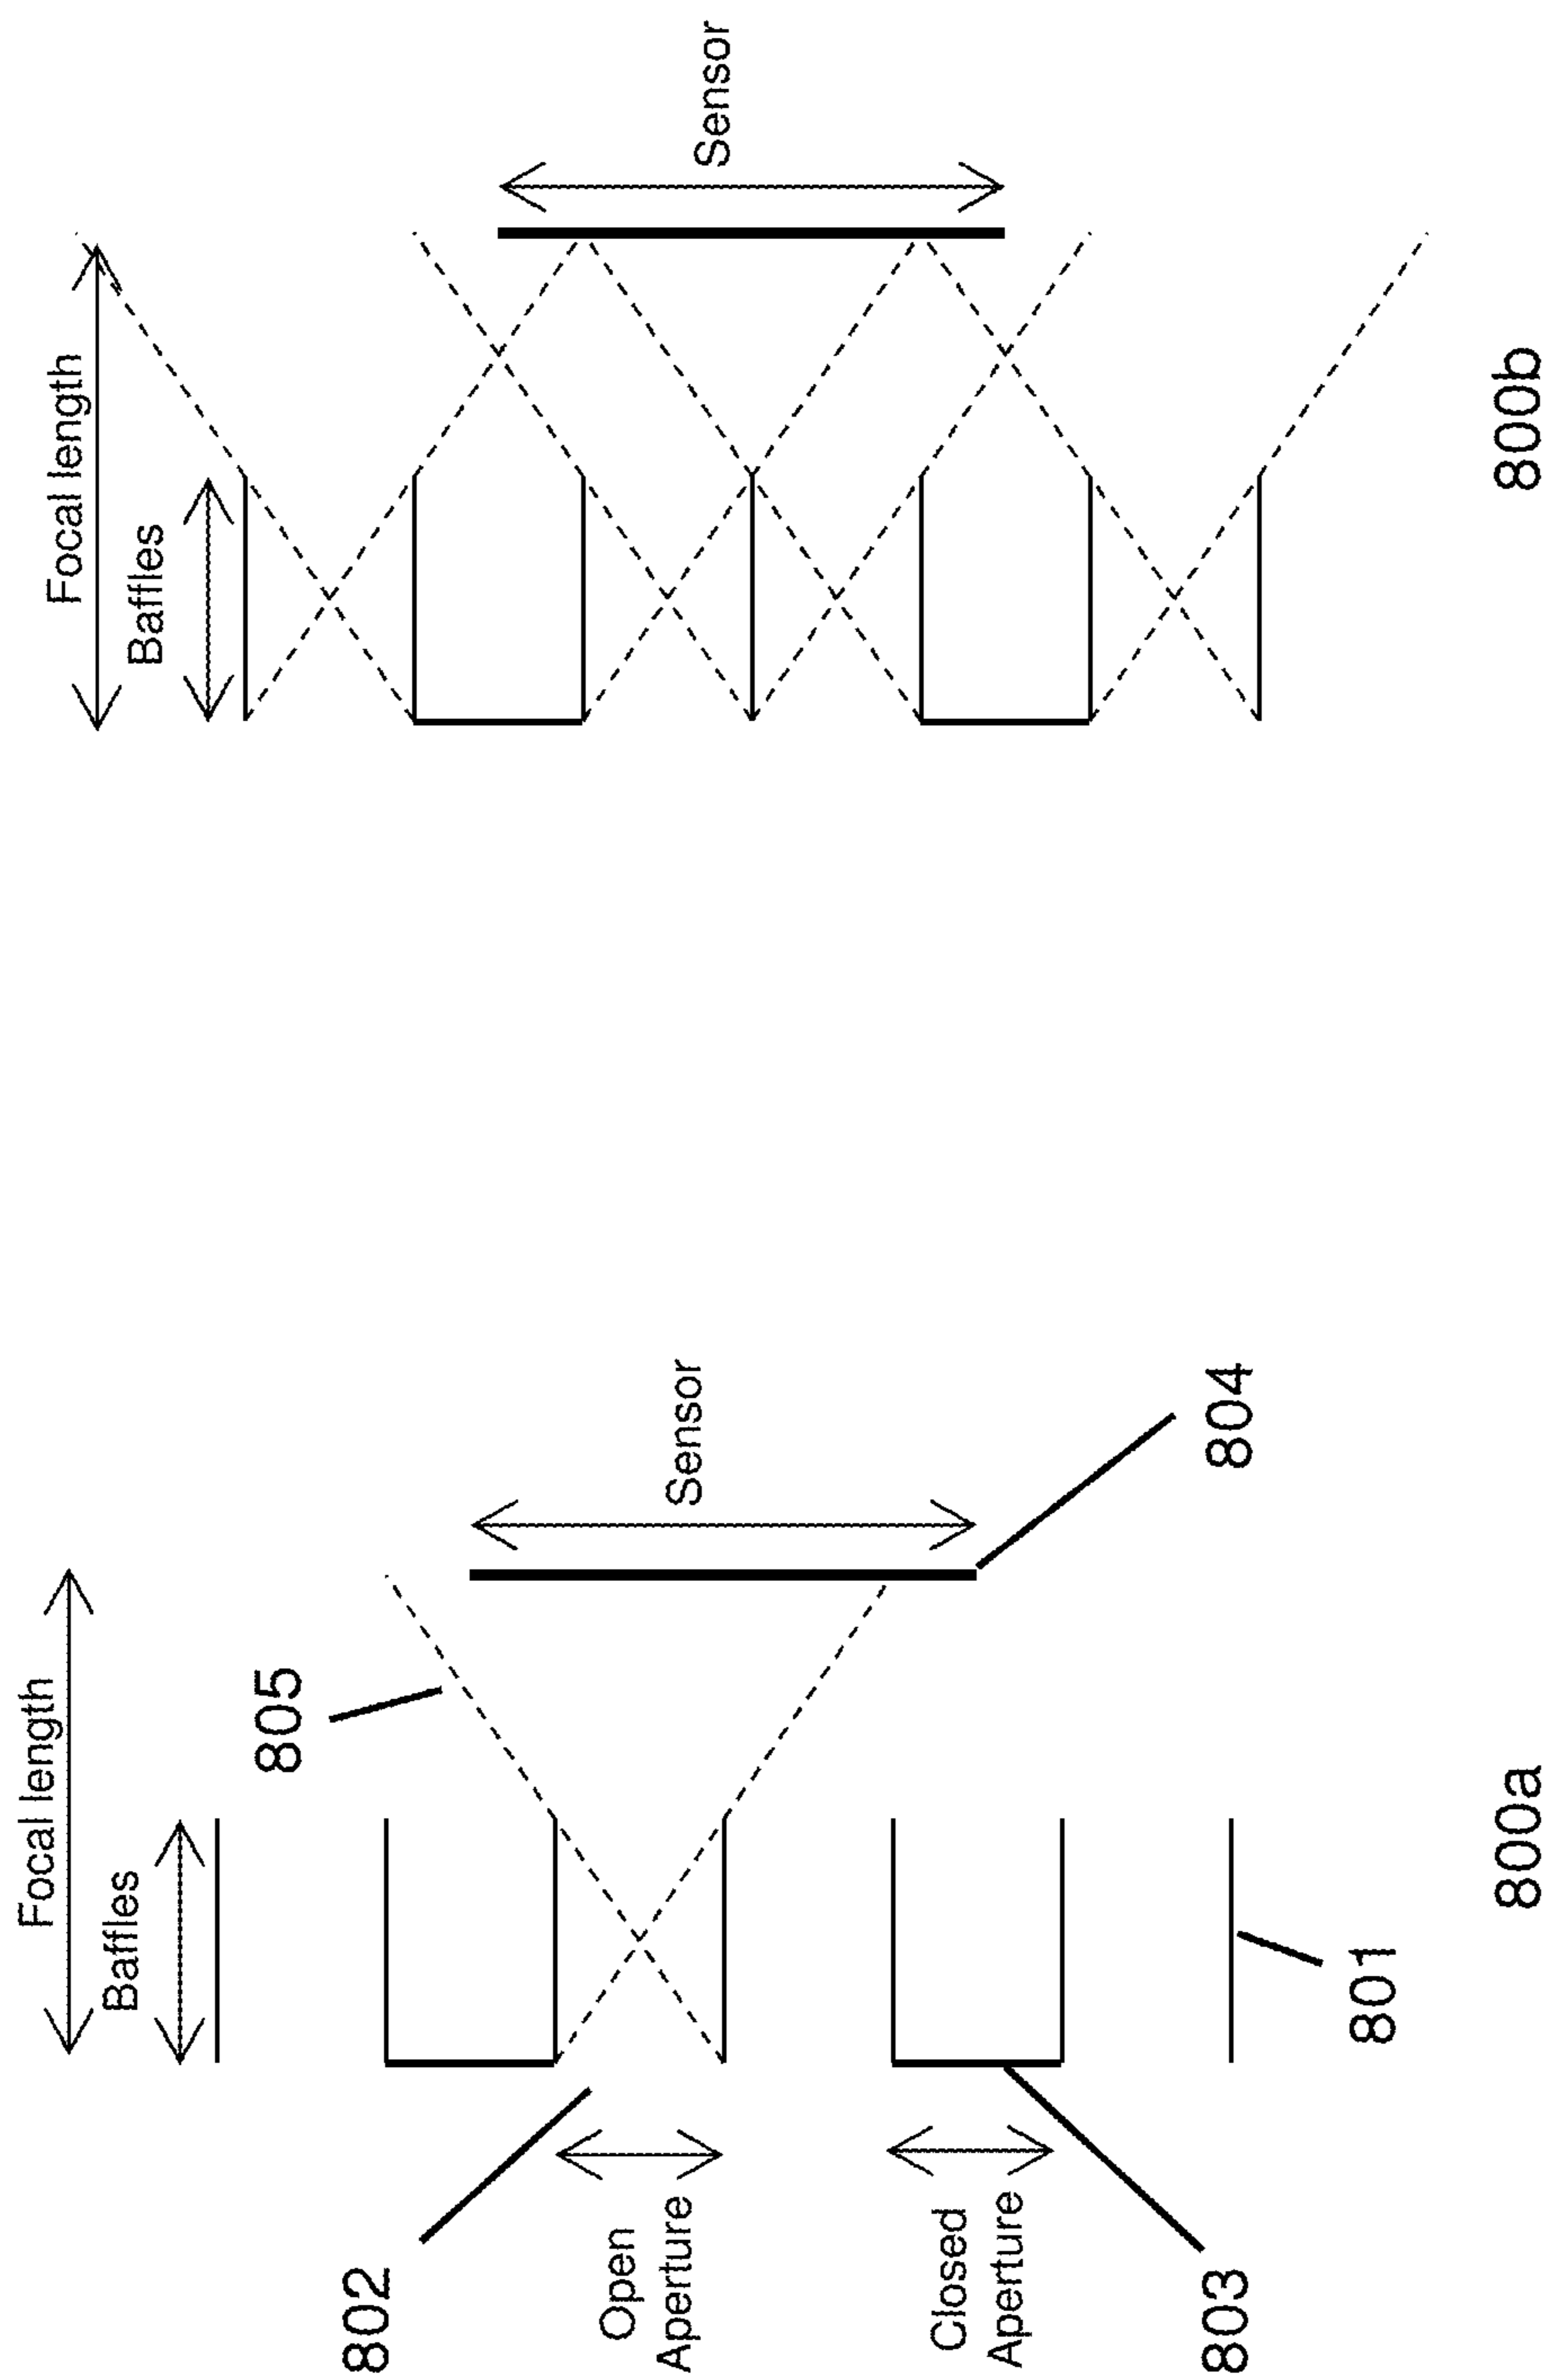 Focal length
Baffles
805
Sensor
804
802
Open
Aperture
Closed
Aperture
803
801
800a
Focal length
Baffles
Sensor
800b